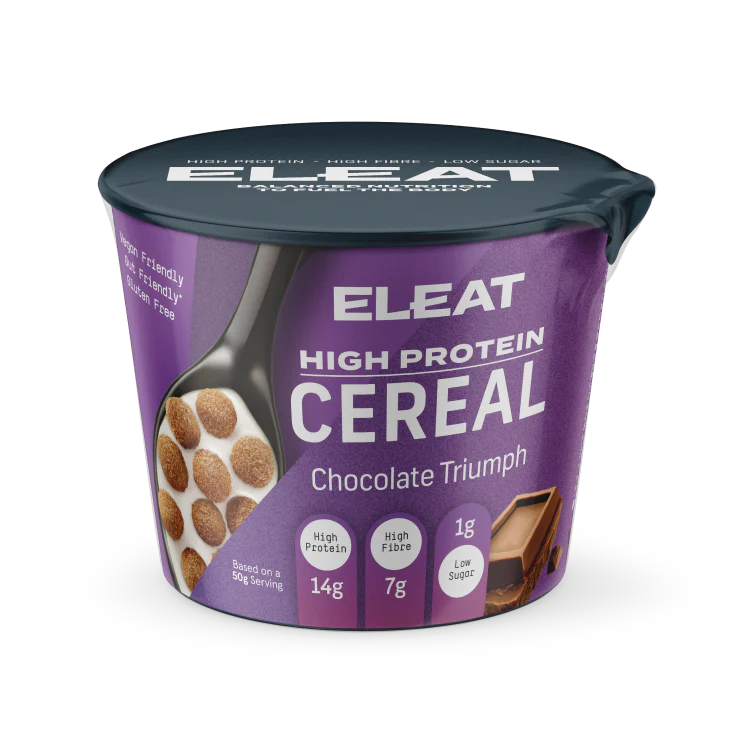 HIGH PROTEIN - HIGH FIBRE - LOW SUGAR
ELEAT
BALANCED NUTRITION
TO FUEL THE BODY
Vegan Friendly
Gut Friendly*
Gluten Free
ELEAT
HIGH PROTEIN
CEREAL
Chocolate Triumph
Based on a
50g Serving
High
Protein
14g
High
Fibre
7g
1g
Low
Sugar